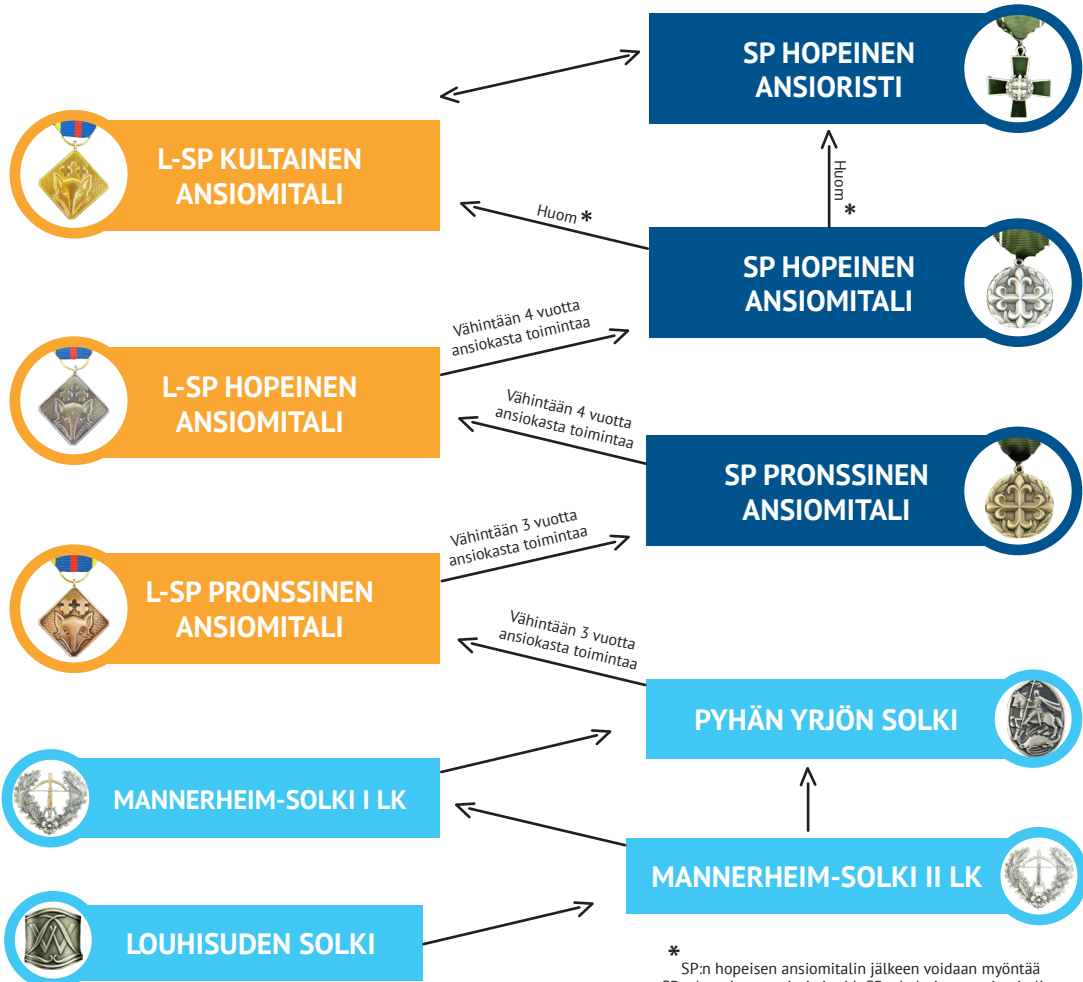 SP HOPEINEN
ANSIORISTI
L-SP KULTAINEN
ANSIOMITALI
Huom *
Huom *
SP HOPEINEN
ANSIOMITALI
Vähintään 4 vuotta
ansiokasta toimintaa
L-SP HOPEINEN
ANSIOMITALI
Vähintään 4 vuotta
ansiokasta toimintaa
SP PRONSSINEN
ANSIOMITALI
Vähintään 3 vuotta
ansiokasta toimintaa
L-SP PRONSSINEN
ANSIOMITALI
Vähintään 3 vuotta
ansiokasta toimintaa
PYHÄN YRJÖN SOLKI
MANNERHEIM-SOLKI I LK
MANNERHEIM-SOLKI II LK
LOUHISUDEN SOLKI
*
SP:n hopeisen ansiomitalin jälkeen voidaan myöntää